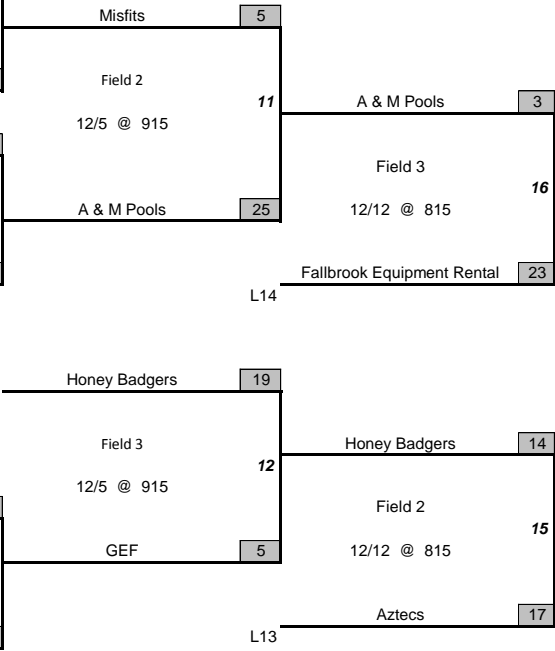 Misfits 5
Field 2
11
A & M Pools 3
12/5 @ 915
Field 3
16
A & M Pools 25
12/12 @ 815
Fallbrook Equipment Rental 23
L14
Honey Badgers 19
Field 3
Honey Badgers 14
12
12/5 @ 915
Field 2
15
GEF 5
12/12 @ 815
Aztecs 17
L13